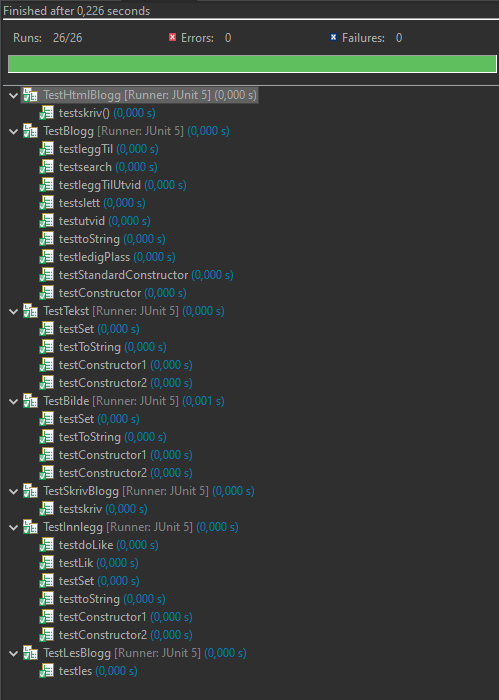 Finished after 0,226 seconds
Runs: 26/26 Errors: 0 Failures: 0
TestHtmlBlogg [Runner: JUnit 5] (0,000 s)
testskriv() (0,000 s)
TestBlogg [Runner: JUnit 5] (0,000 s)
testleggTil (0,000 s)
testsearch (0,000 s)
testleggTilUtvid (0,000 s)
testslett (0,000 s)
testutvid (0,000 s)
testtoString (0,000 s)
testledigPlass (0,000 s)
testStandardConstructor (0,000 s)
testConstructor (0,000 s)
TestTekst [Runner: JUnit 5] (0,000 s)
testSet (0,000 s)
testToString (0,000 s)
testConstructor1 (0,000 s)
testConstructor2 (0,000 s)
TestBilde [Runner: JUnit 5] (0,001 s)
testSet (0,000 s)
testToString (0,000 s)
testConstructor1 (0,000 s)
testConstructor2 (0,000 s)
TestSkrivBlogg [Runner: JUnit 5] (0,000 s)
testskriv (0,000 s)
TestInnlegg [Runner: JUnit 5] (0,000 s)
testdoLike (0,000 s)
testLik (0,000 s)
testSet (0,000 s)
testtoString (0,000 s)
testConstructor1 (0,000 s)
testConstructor2 (0,000 s)
TestLesBlogg [Runner: JUnit 5] (0,000 s)
testles (0,000 s)